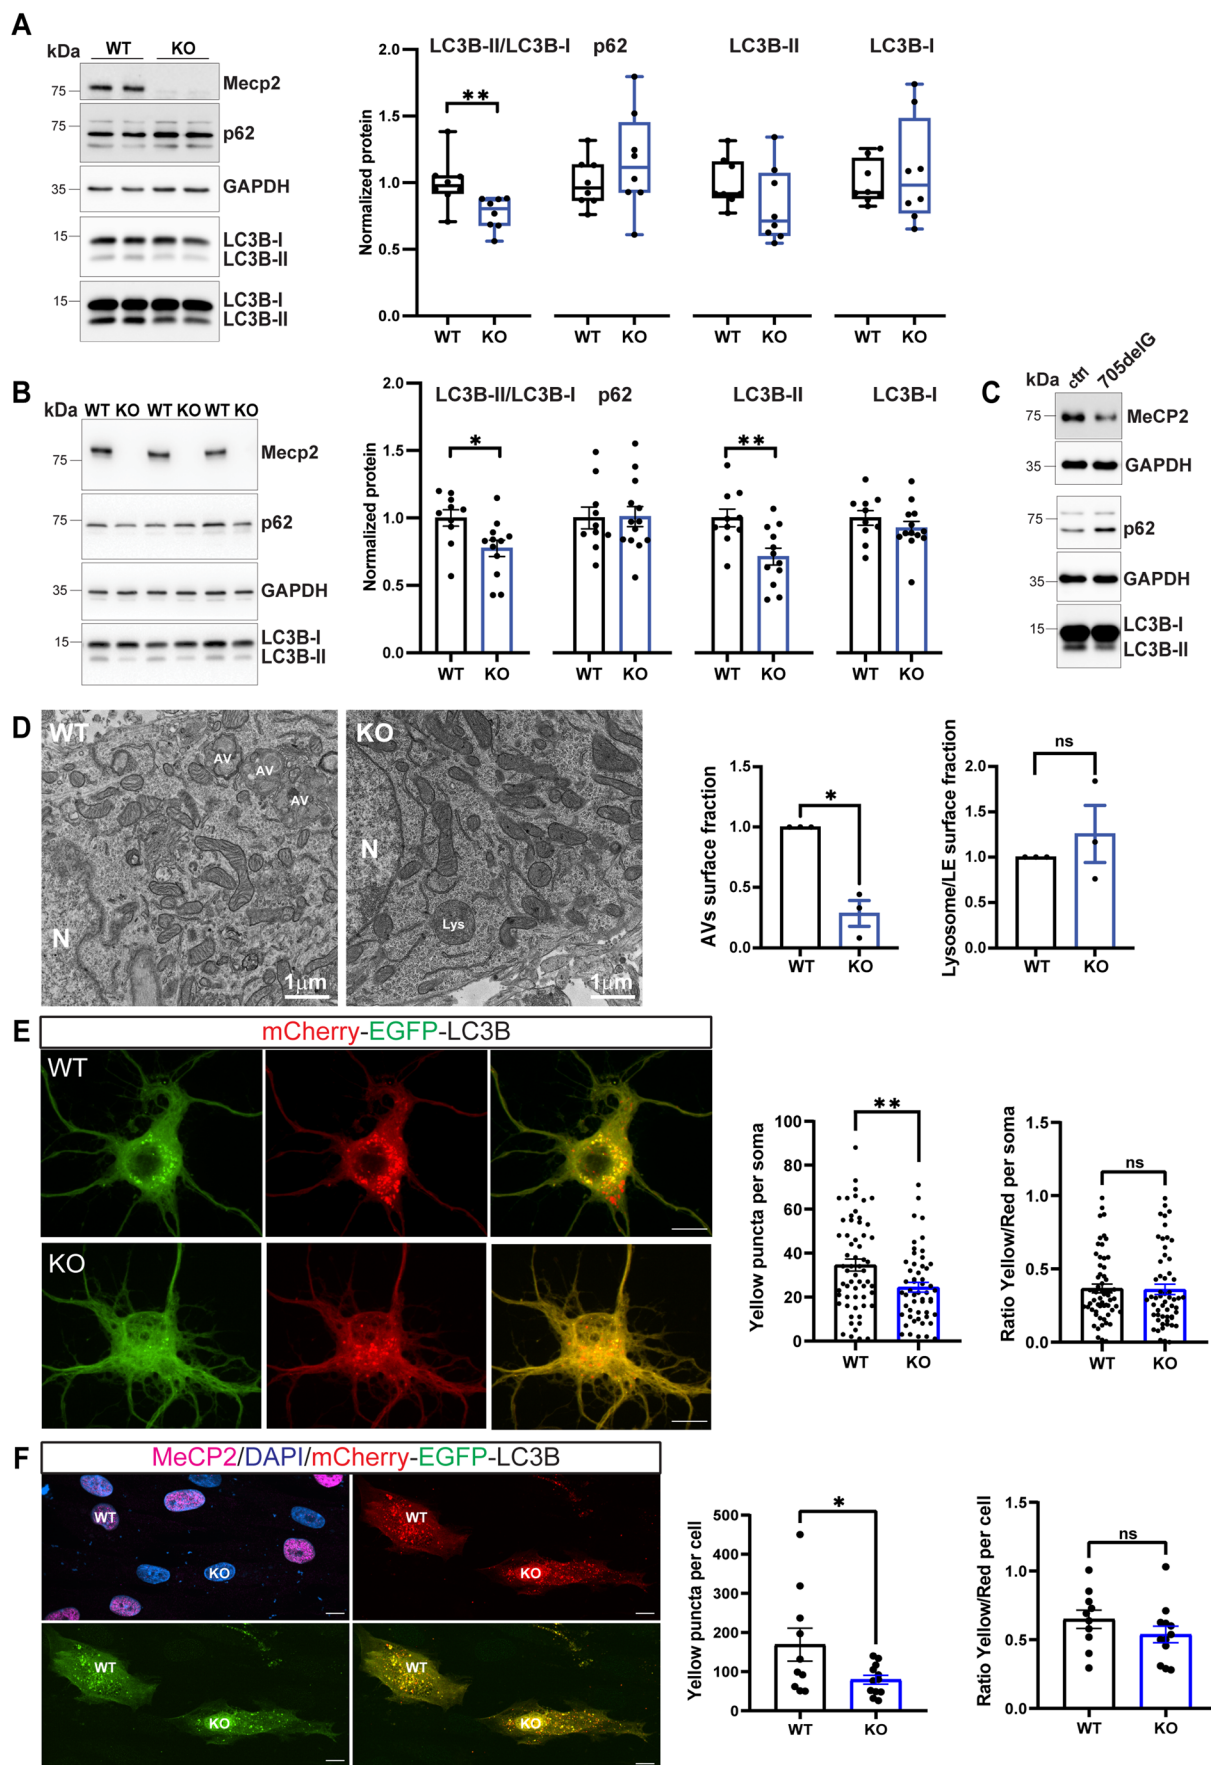 A
kDa
WT KO
75
Mecp2
75
p62
35
GAPDH
15
LC3B-I
LC3B-II
15
LC3B-I
LC3B-II
LC3B-II/LC3B-I p62 LC3B-II LC3B-I
Normalized protein
2.0
1.5
1.0
0.5
0.0
**
WT KO WT KO WT KO WT KO
B
kDa WT KO WT KO WT KO
75
Mecp2
75
p62
35
GAPDH
15
LC3B-I
LC3B-II
LC3B-II/LC3B-I p62 LC3B-II LC3B-I
Normalized protein
2.0
1.5
1.0
0.5
0.0
* **
WT KO WT KO WT KO WT KO
C
kDa ctrl 705delG
75
MeCP2
35
GAPDH
75
p62
35
GAPDH
15
LC3B-I
LC3B-II
D
WT
AV
AV
AV
N
1µm
KO
N
Lys
1µm
AVs surface fraction
1.5
1.0
0.5
0.0
*
WT KO
Lysosome/LE surface fraction
2.0
1.5
1.0
0.5
0.0
ns
WT KO
E
mCherry-EGFP-LC3B
WT
KO
Yellow puncta per soma
100
80
60
40
20
0
**
WT KO
Ratio Yellow/Red per soma
1.5
1.0
0.5
0.0
ns
WT KO
F
MeCP2/DAPI/mCherry-EGFP-LC3B
WT
KO
WT
KO
WT
KO
WT
KO
Yellow puncta per cell
500
400
300
200
100
0
*
WT KO
Ratio Yellow/Red per cell
1.5
1.0
0.5
0.0
ns
WT KO